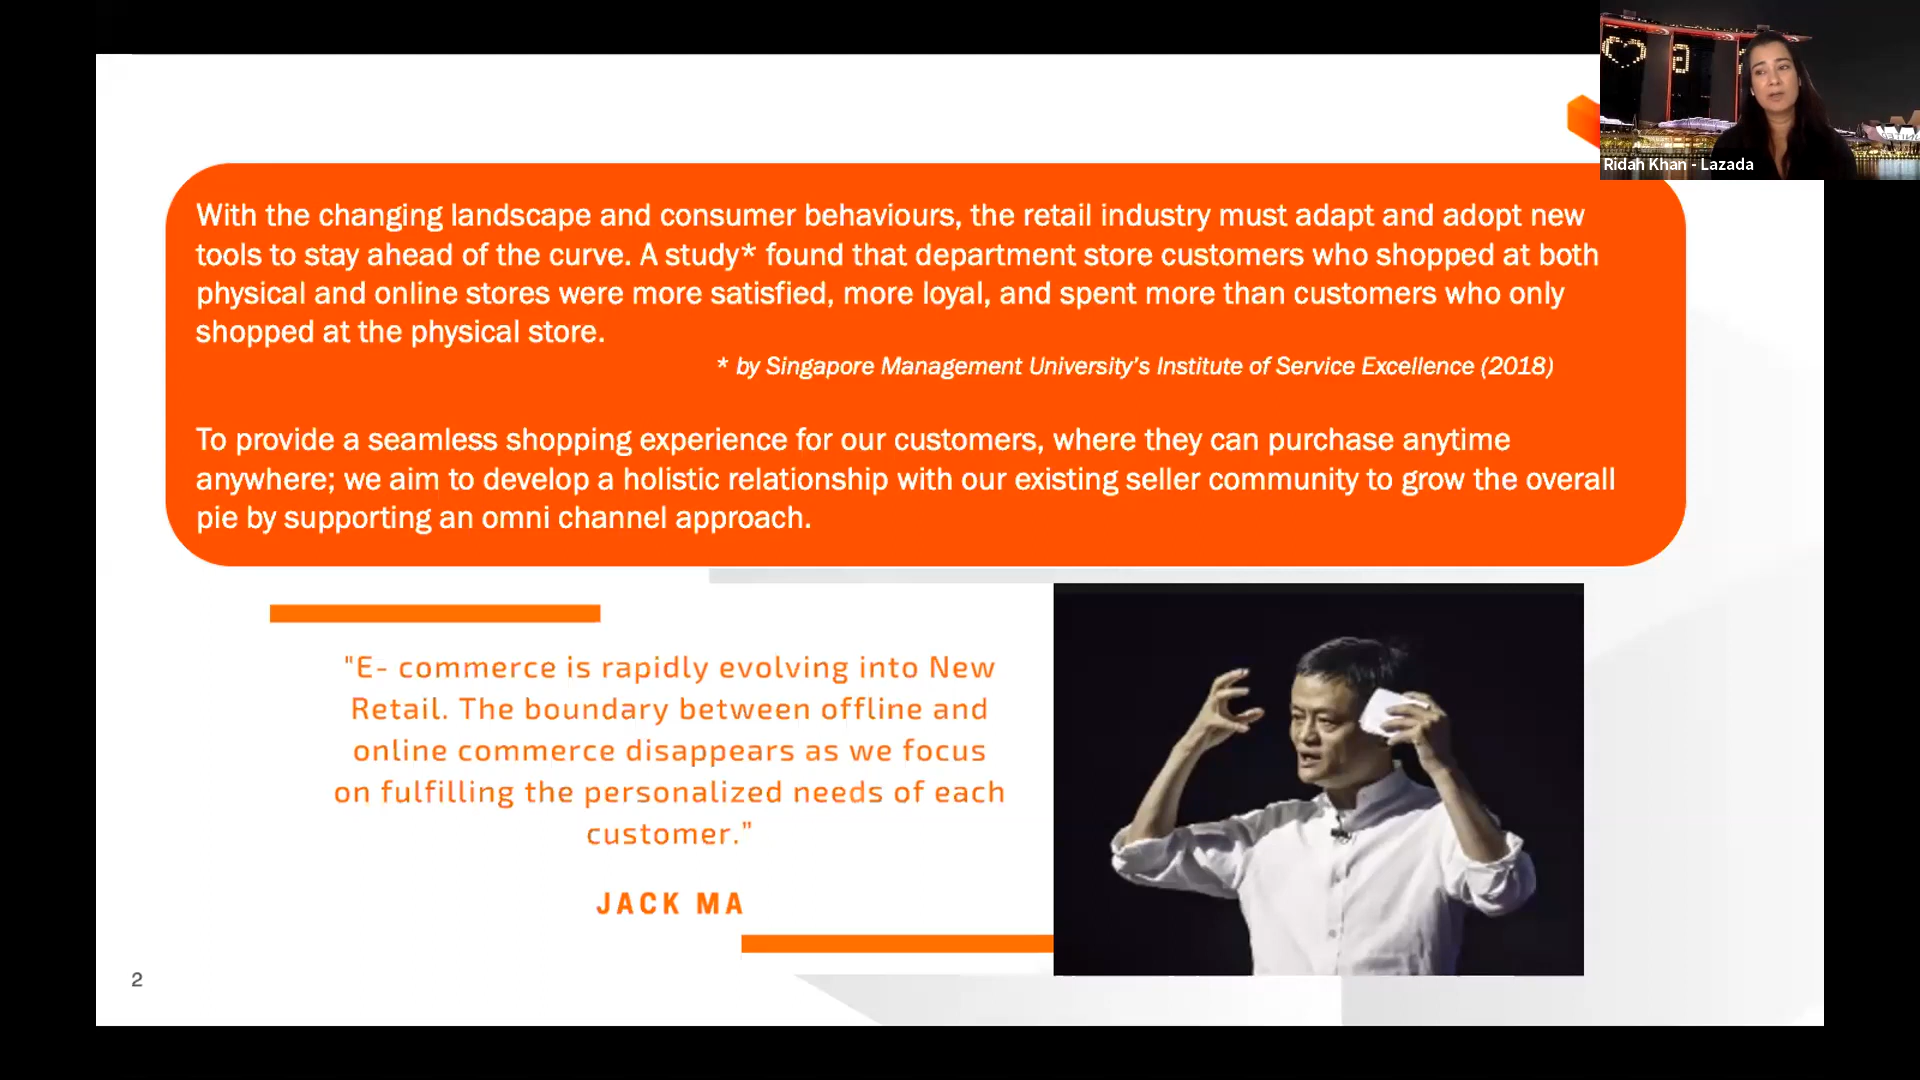 With the changing landscape and consumer behaviours, the retail industry must adapt and adopt new
tools to stay ahead of the curve. A study* found that department store customers who shopped at both
physical and online stores were more satisfied, more loyal, and spent more than customers who only
shopped at the physical store.
* by Singapore Management University's Institute of Service Excellence (2018)
To provide a seamless shopping experience for our customers, where they can purchase anytime
anywhere; we aim to develop a holistic relationship with our existing seller community to grow the overall
pie by supporting an omni channel approach.
"E- commerce is rapidly evolving into New
Retail. The boundary between offline and
online commerce disappears as we focus
on fulfilling the personalized needs of each
customer.”
JACK MA
2
Ridah Khan - Lazada